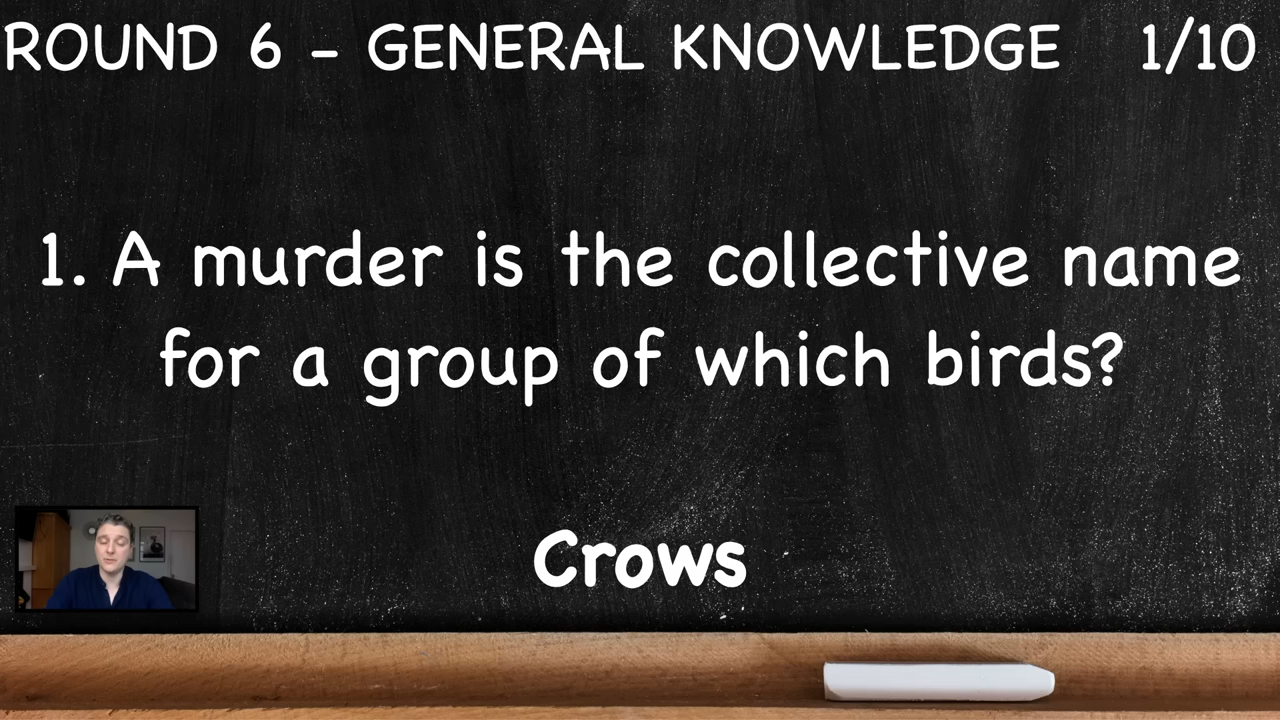 ROUND 6 - GENERAL KNOWLEDGE 1/10
1. A murder is the collective name
for a group of which birds?
Crows